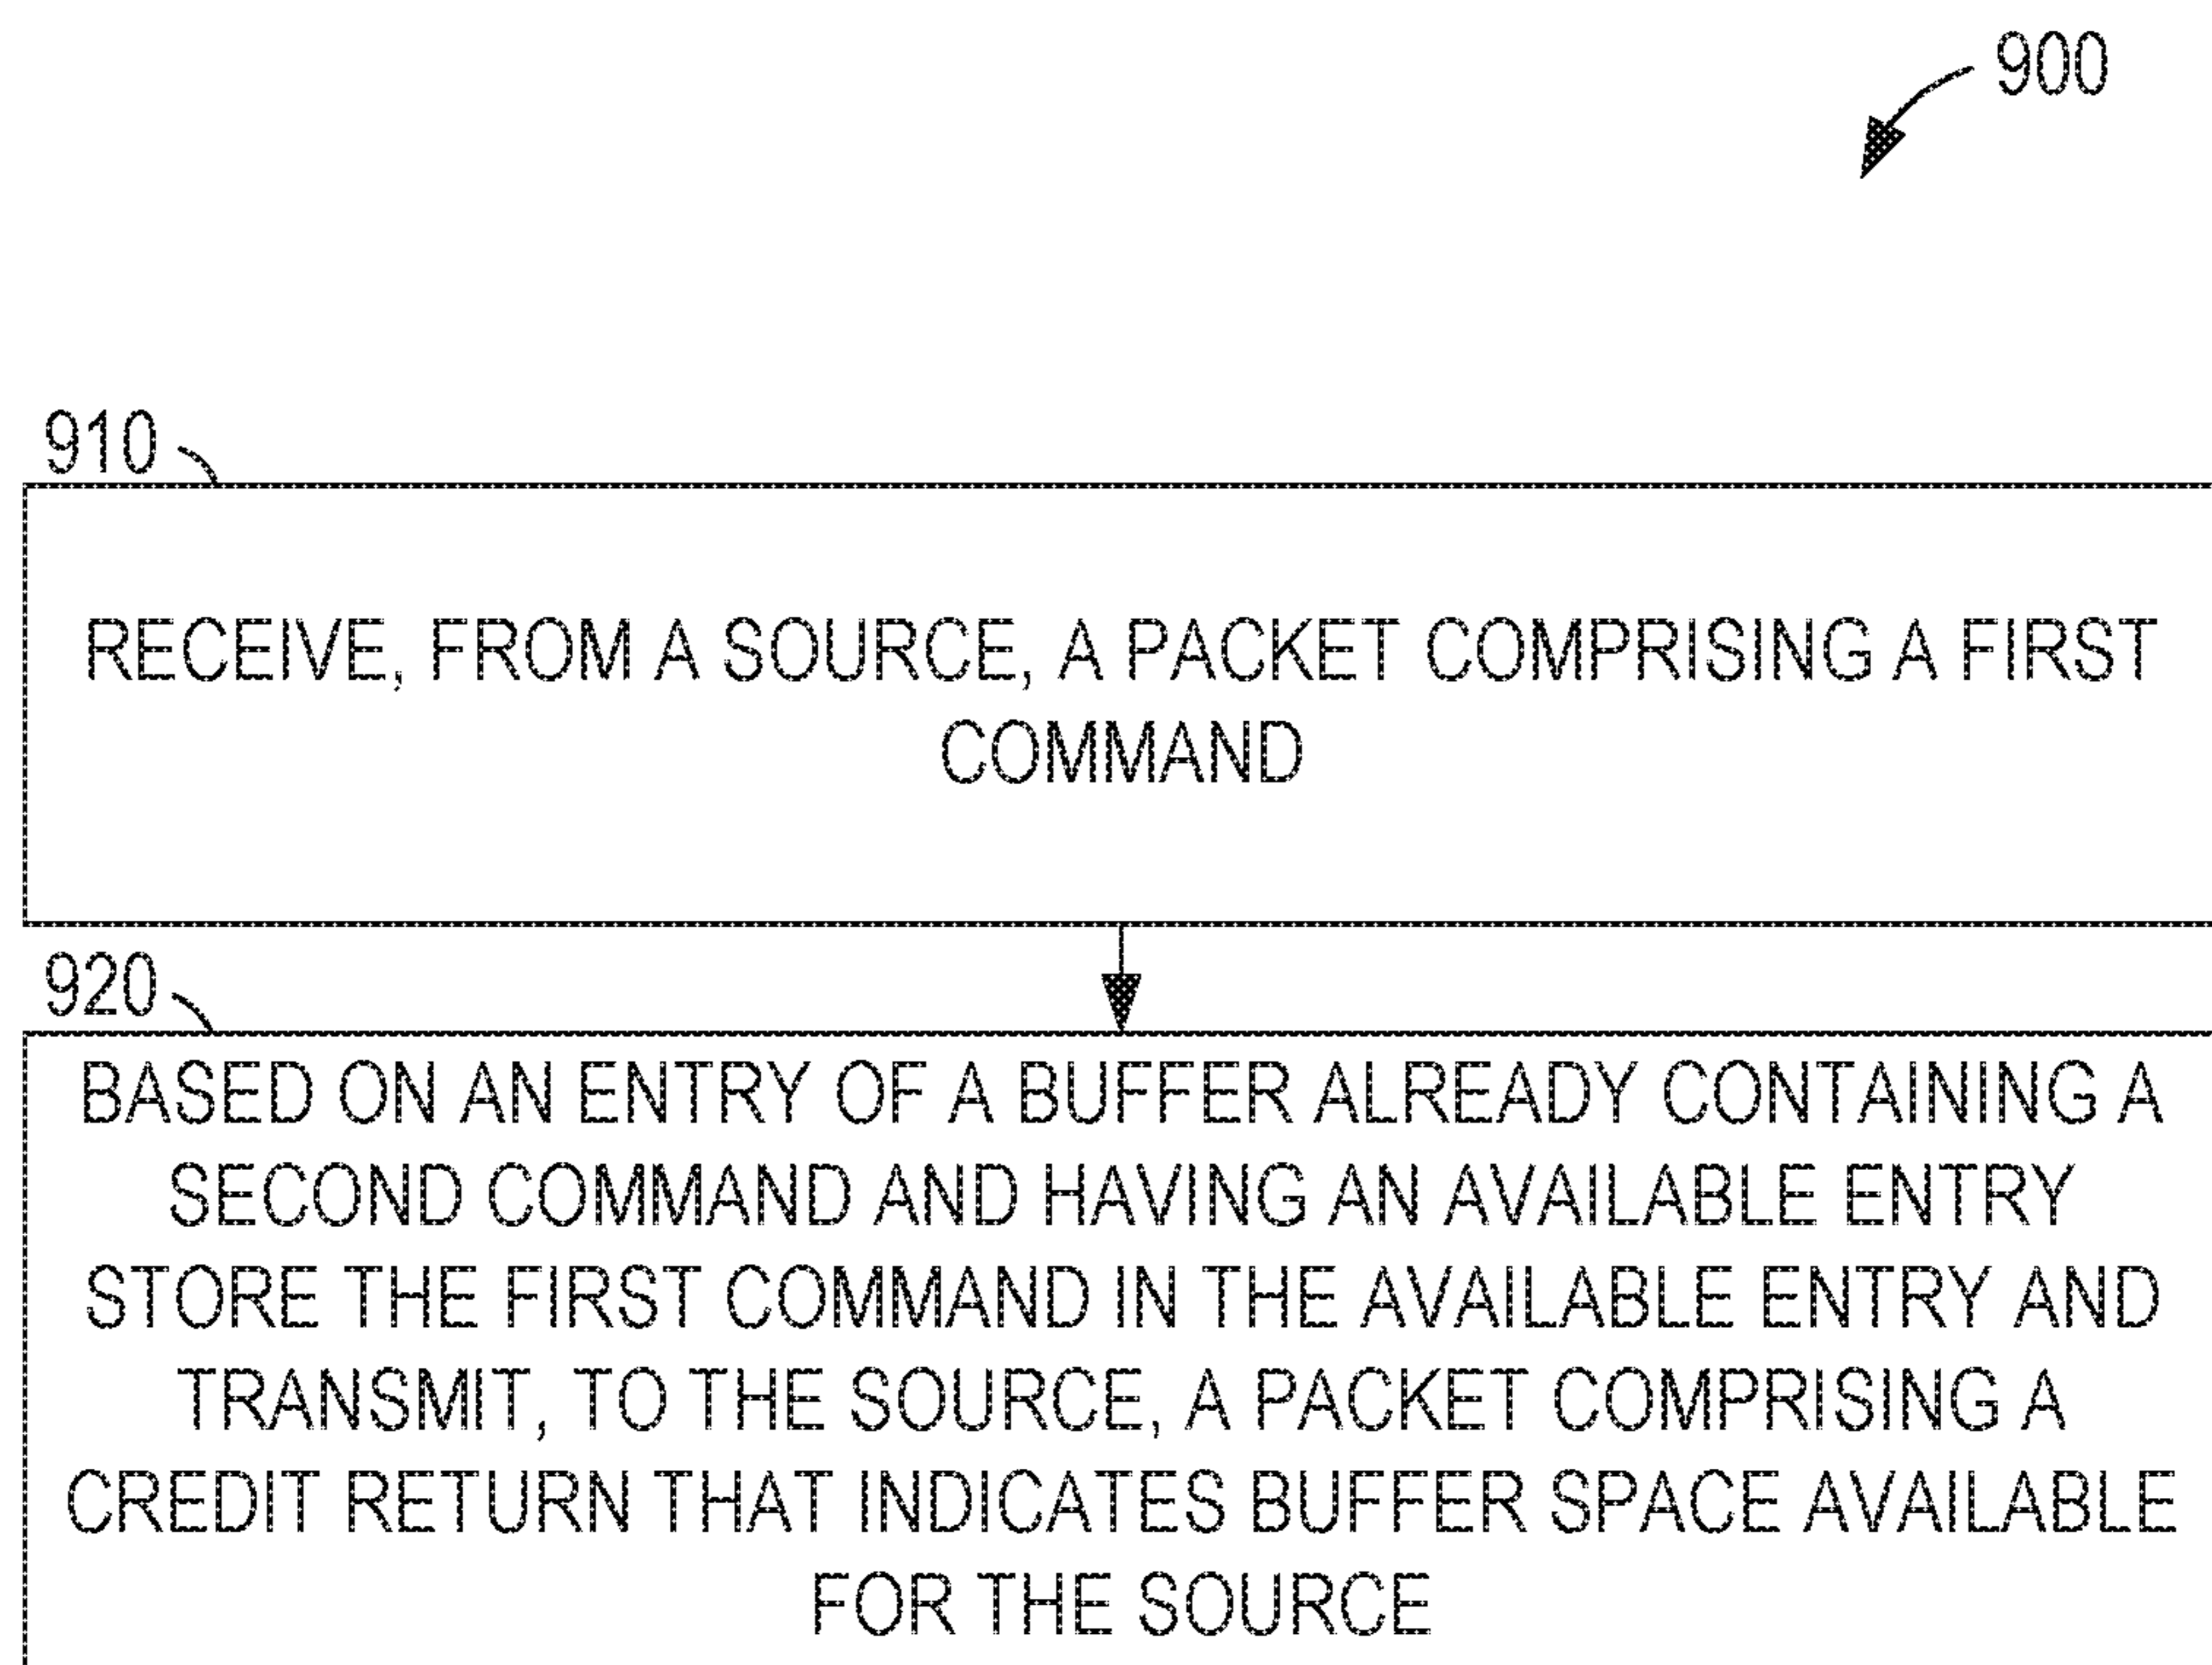 900
910
RECEIVE, FROM A SOURCE, A PACKET COMPRISING A FIRST
COMMAND
920
BASED ON AN ENTRY OF A BUFFER ALREADY CONTAINING A
SECOND COMMAND AND HAVING AN AVAILABLE ENTRY
STORE THE FIRST COMMAND IN THE AVAILABLE ENTRY AND
TRANSMIT, TO THE SOURCE, A PACKET COMPRISING A
CREDIT RETURN THAT INDICATES BUFFER SPACE AVAILABLE
FOR THE SOURCE